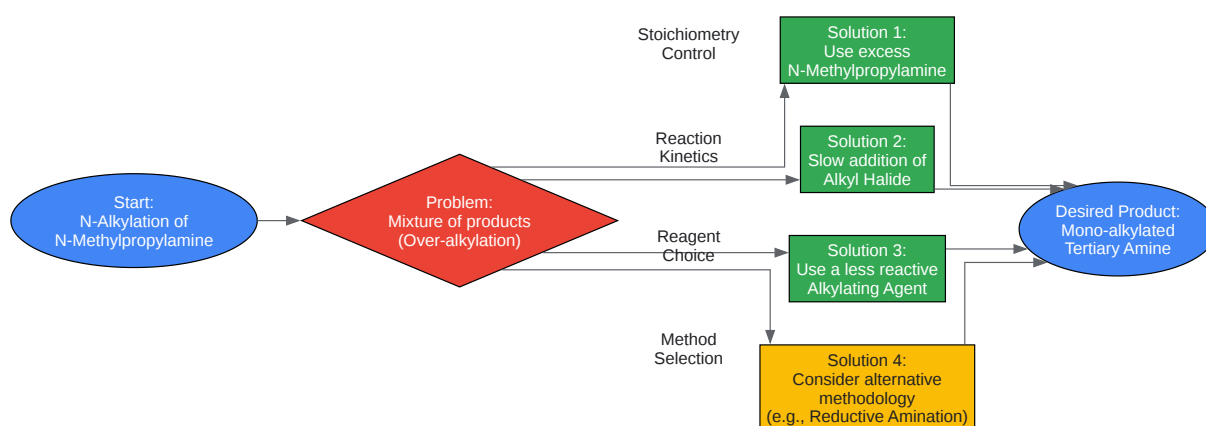 Start:
N-Alkylation of
N-Methylpropylamine
Problem:
Mixture of products
(Over-alkylation)
Stoichiometry
Control
Solution 1:
Use excess
N-Methylpropylamine
Reaction
Kinetics
Solution 2:
Slow addition of
Alkyl Halide
Reagent
Choice
Solution 3:
Use a less reactive
Alkylating Agent
Method
Selection
Solution 4:
Consider alternative
methodology
(e.g., Reductive Amination)
Desired Product:
Mono-alkylated
Tertiary Amine